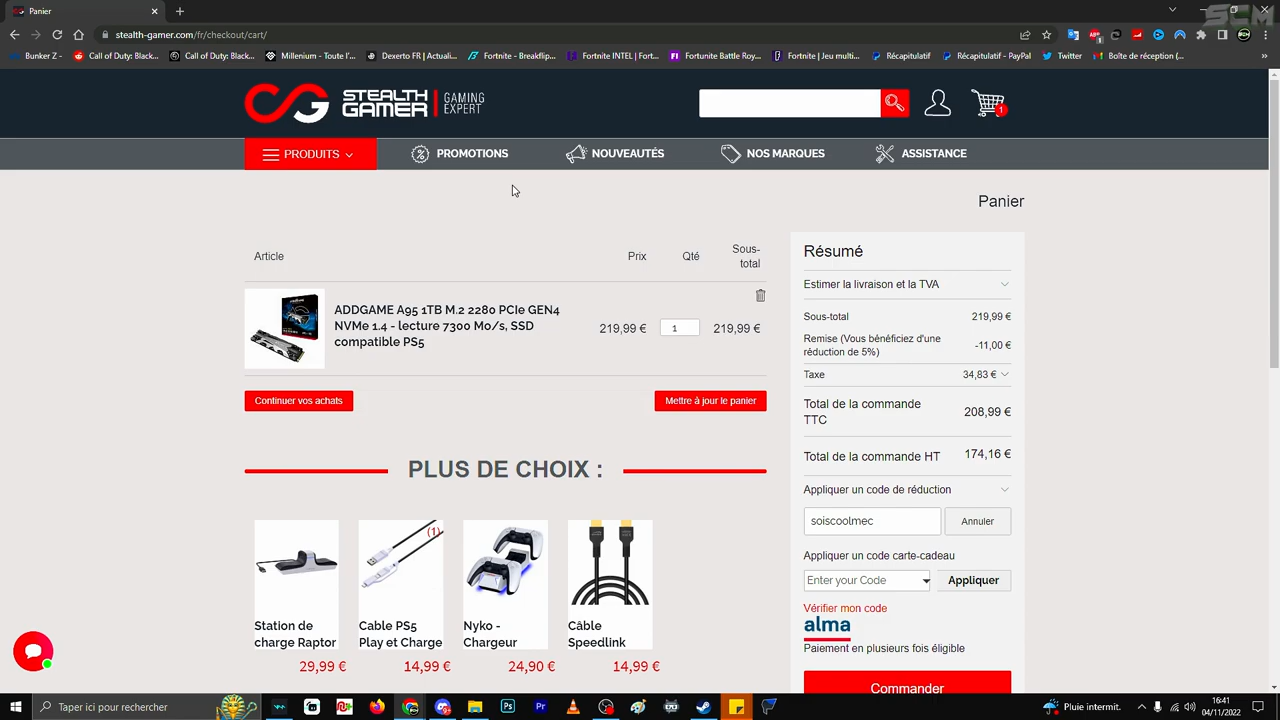 Panier
SCM
stealth-gamer.com/fr/checkout/cart/
Bunker Z -
Call of Duty: Black...
Call of Duty: Black...
Millenium - Toute l'...
Dexerto FR | Actuali...
Fortnite - Breakflip...
Fortnite INTEL | Fort...
Fortunite Battle Roy...
Fortnite | Jeu multi...
Récapitulatif
Récapitulatif - PayP...
Twitter
Boîte de réception (...
»
STEALTH GAMER
GAMING EXPERT
1
PRODUITS
PROMOTIONS
NOUVEAUTÉS
NOS MARQUES
ASSISTANCE
Panier
Article
Prix
Qté
Sous-
total
ADDGAME A95 1TB M.2 2280 PCIe GEN4
NVMe 1.4 - lecture 7300 Mo/s, SSD
compatible PS5
219,99 €
1
219,99 €
Continuer vos achats
Mettre à jour le panier
Résumé
Estimer la livraison et la TVA
Sous-total 219,99 €
Remise (Vous bénéficiez d'une
réduction de 5%) -11,00 €
Taxe 34,83 €
Total de la commande
TTC 208,99 €
Total de la commande HT 174,16 €
Appliquer un code de réduction
soiscoolmec
Annuler
Appliquer un code carte-cadeau
Enter your Code
Appliquer
Vérifier mon code
alma
Paiement en plusieurs fois éligible
Commander
PLUS DE CHOIX :
(1)
Station de
charge Raptor
29,99 €
Cable PS5
Play et Charge
14,99 €
Nyko -
Chargeur
24,90 €
Câble
Speedlink
14,99 €
Taper ici pour rechercher
Pluie intermit.
16:41
04/11/2022